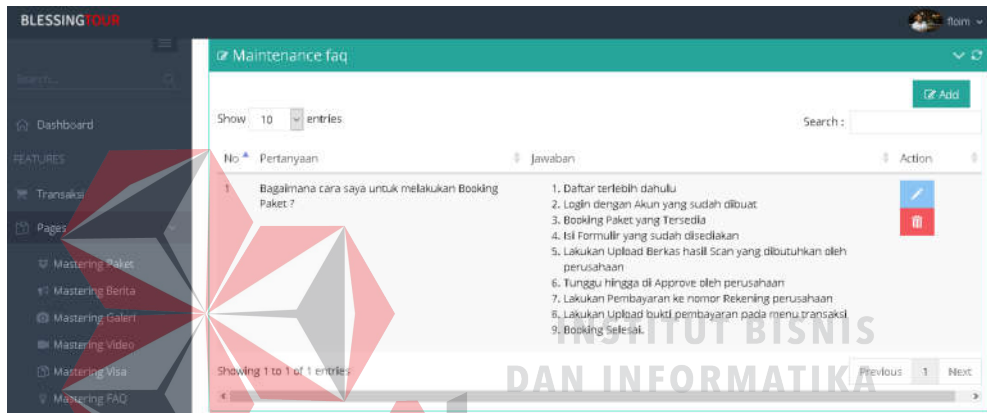 BLESSINGTOUR
floim
Maintenance faq
Search...
Add
Show 10 entries
Search :
Dashboard
FEATURES
No Pertanyaan Jawaban Action
Transaksi
1 Bagaimana cara saya untuk melakukan Booking
Paket ?
1. Daftar terlebih dahulu
2. Login dengan Akun yang sudah dibuat
3. Booking Paket yang Tersedia
4. Isi Formulir yang sudah disediakan
5. Lakukan Upload Berkas hasil Scan yang dibutuhkan oleh
perusahaan
6. Tunggu hingga di Approve oleh perusahaan
7. Lakukan Pembayaran ke nomor Rekening perusahaan
8. Lakukan Upload bukti pembayaran pada menu transaksi
9. Booking Selesai.
Pages
Mastering Paket
Mastering Berita
Mastering Galeri
Mastering Video
Mastering Visa
Mastering FAQ
INSTITUT BISNIS
DAN INFORMATIKA
Showing 1 to 1 of 1 entries
Previous 1 Next